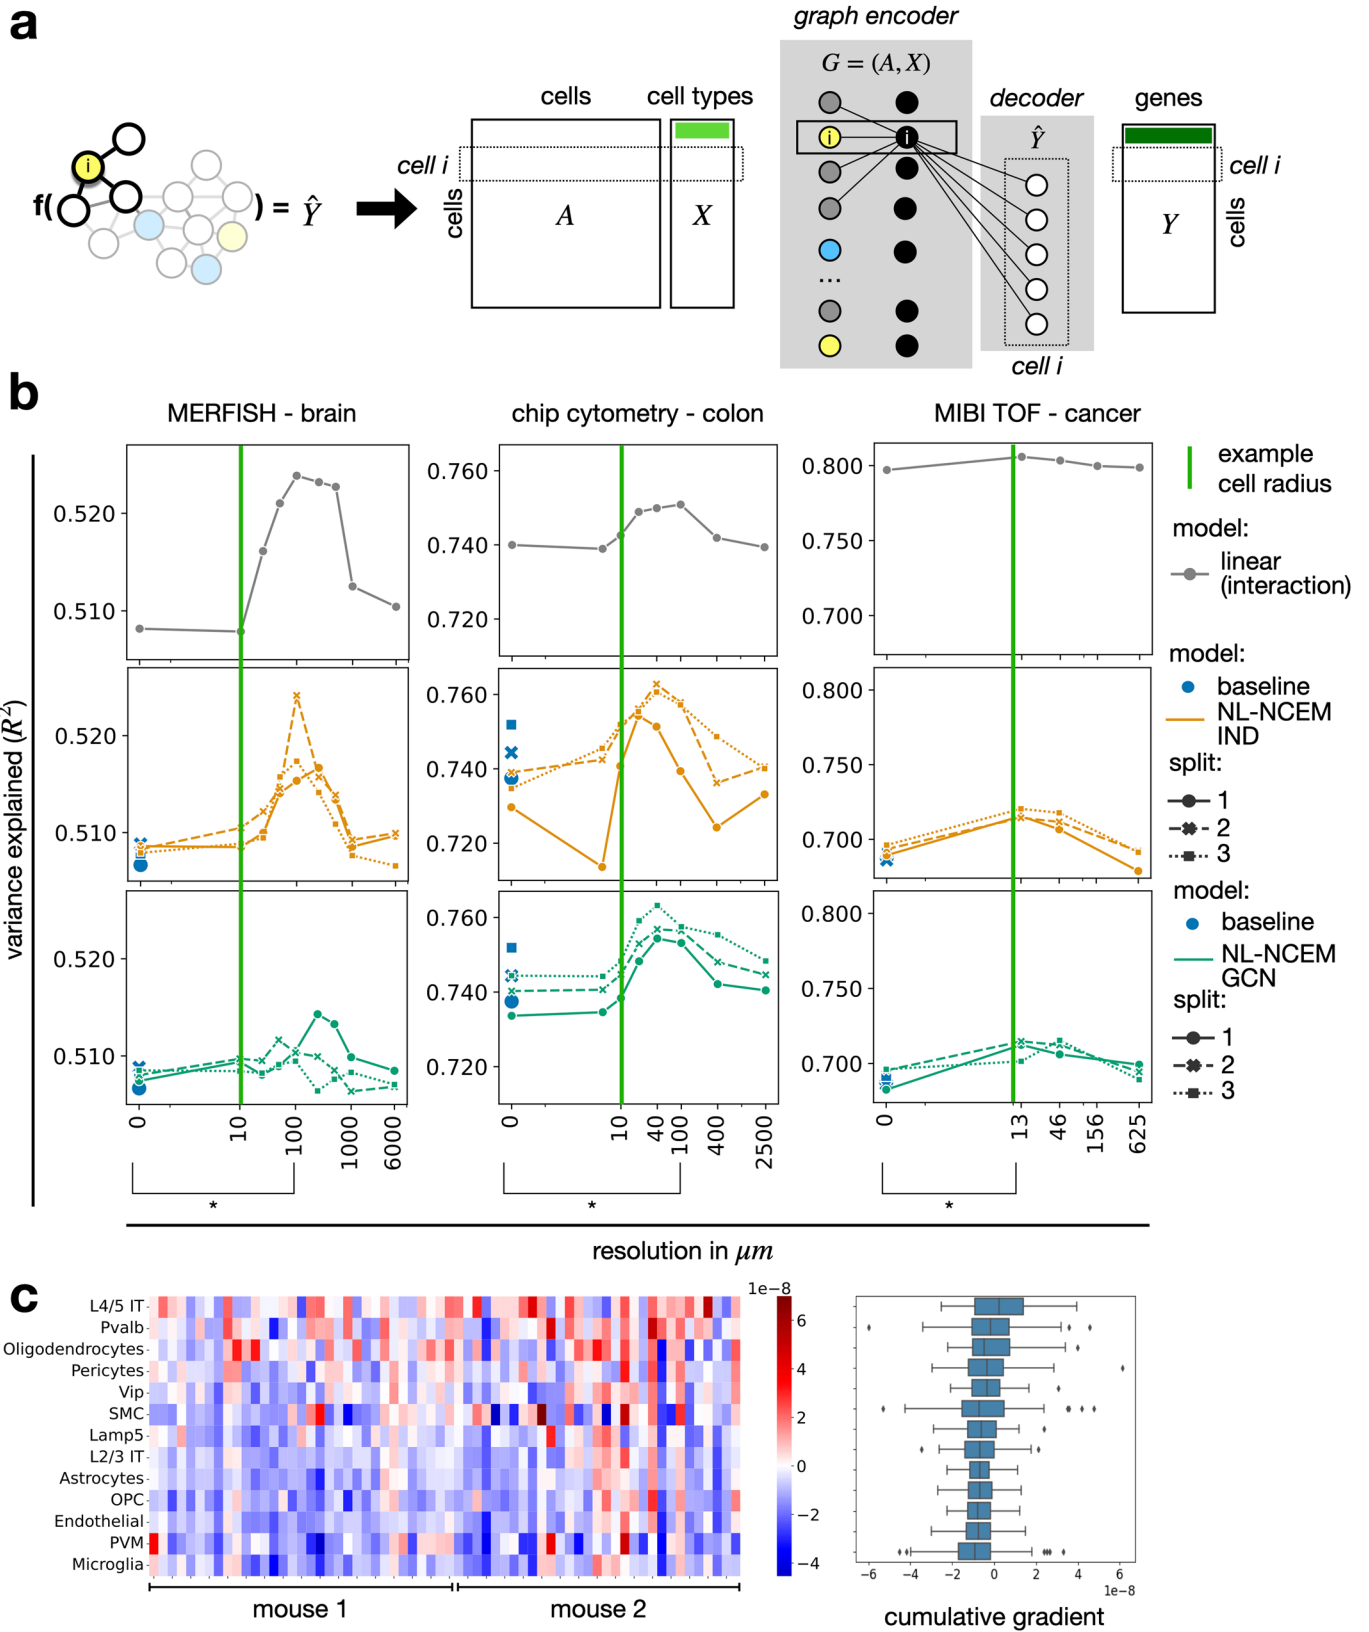 a
graph encoder
G = (A, X)
cells
cell types
decoder
genes
f(
i
) = Ŷ
cell i
cells
A
X
i
i
Ŷ
...
cell i
Y
cell i
cells
b
MERFISH - brain
chip cytometry - colon
MIBI TOF - cancer
variance explained (R²)
0.520
0.510
0.760
0.740
0.720
0.800
0.750
0.700
example
cell radius
model:
linear
(interaction)
0.520
0.510
0.760
0.740
0.720
0.800
0.750
0.700
model:
baseline
NL-NCEM
IND
split:
1
2
3
0.520
0.510
0.760
0.740
0.720
0.800
0.750
0.700
model:
baseline
NL-NCEM
GCN
split:
1
2
3
0 10 100 1000 6000
0 10 40 100 400 2500
0 13 46 156 625
* * *
resolution in μm
c
L4/5 IT
Pvalb
Oligodendrocytes
Pericytes
Vip
SMC
Lamp5
L2/3 IT
Astrocytes
OPC
Endothelial
PVM
Microglia
mouse 1
mouse 2
1e−8
6
4
2
0
−2
−4
−6 −4 −2 0 2 4 6
1e−8
cumulative gradient